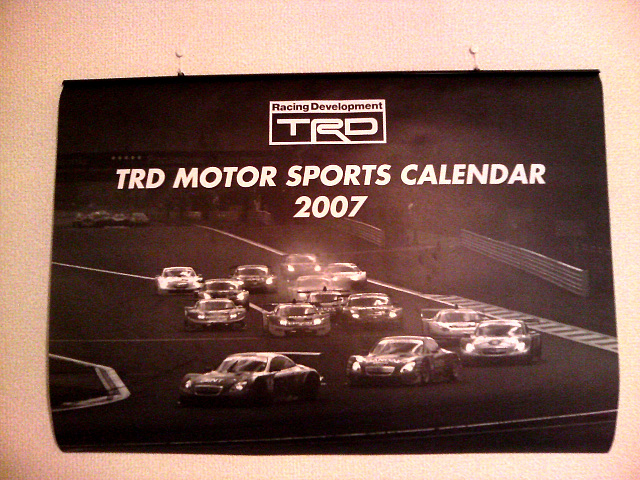 Racing Development
TRD
TRD MOTOR SPORTS CALENDAR
2007